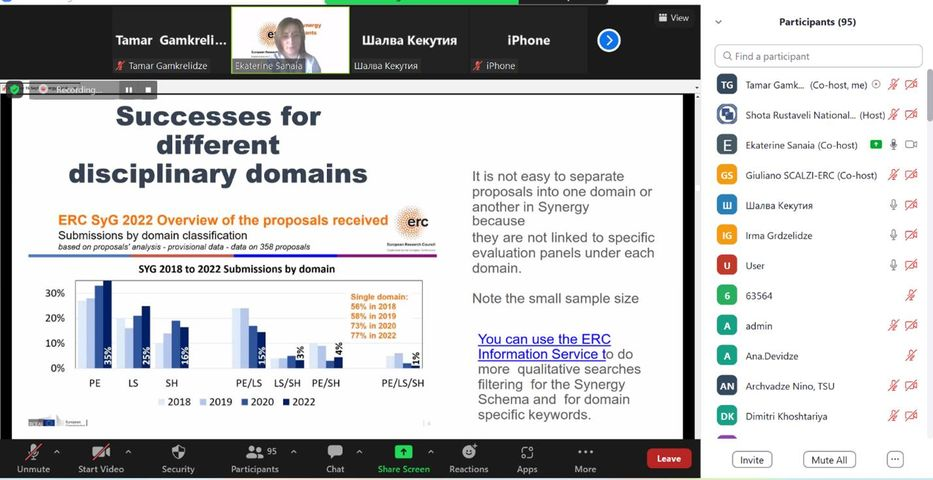 View
Tamar Gamkreli...
Tamar Gamkrelidze
erc
Ekaterine Sanaia
Шалва Кекутия
Шалва Кекутия
iPhone
iPhone
Recording...
Successes for
different
disciplinary domains
ERC SyG 2022 Overview of the proposals received
Submissions by domain classification
based on proposals' analysis - provisional data - data on 358 proposals
erc
European Research Council
SYG 2018 to 2022 Submissions by domain
30%
20%
10%
0%
Single domain:
56% in 2018
58% in 2019
73% in 2020
77% in 2022
35%
25%
16%
15%
3%
4%
1%
PE LS SH PE/LS LS/SH PE/SH PE/LS/SH
2018 2019 2020 2022
It is not easy to separate
proposals into one domain or
another in Synergy
because
they are not linked to specific
evaluation panels under each
domain.
Note the small sample size
You can use the ERC
Information Service to do
more qualitative searches
filtering for the Synergy
Schema and for domain
specific keywords.
Unmute
Start Video
Security
Participants
95
Chat
Share Screen
Reactions
Apps
More
Leave
Participants (95)
Find a participant
TG Tamar Gamk... (Co-host, me)
Shota Rustaveli National... (Host)
E Ekaterine Sanaia (Co-host)
GS Giuliano SCALZI-ERC (Co-host)
Ш Шалва Кекутия
IG Irma Grdzelidze
U User
6 63564
A admin
A Ana.Devidze
AN Archvadze Nino, TSU
DK Dimitri Khoshtariya
Invite
Mute All
...